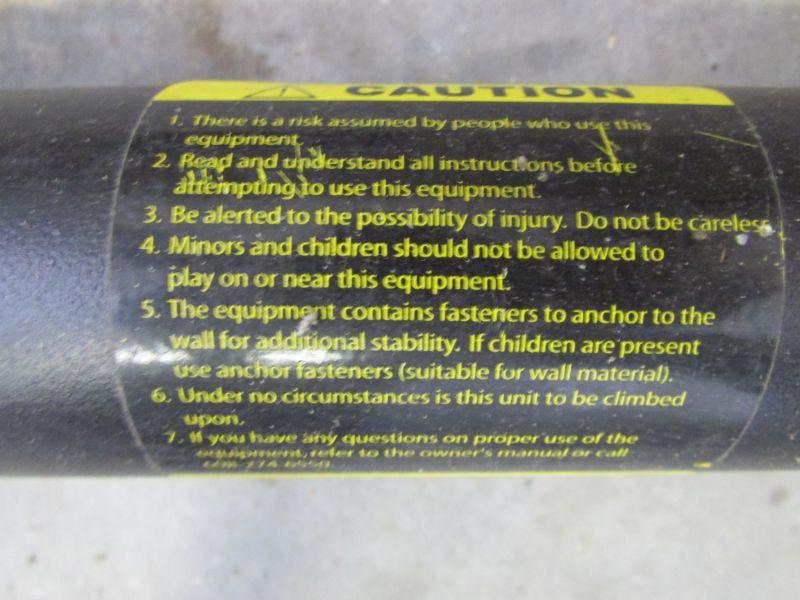 CAUTION
1. There is a risk assumed by people who use this
equipment.
2. Read and understand all instructions before
attempting to use this equipment.
3. Be alerted to the possibility of injury. Do not be careless.
4. Minors and children should not be allowed to
play on or near this equipment.
5. The equipment contains fasteners to anchor to the
wall for additional stability. If children are present
use anchor fasteners (suitable for wall material).
6. Under no circumstances is this unit to be climbed
upon.
7. If you have any questions on proper use of the
equipment, refer to the owner's manual or call